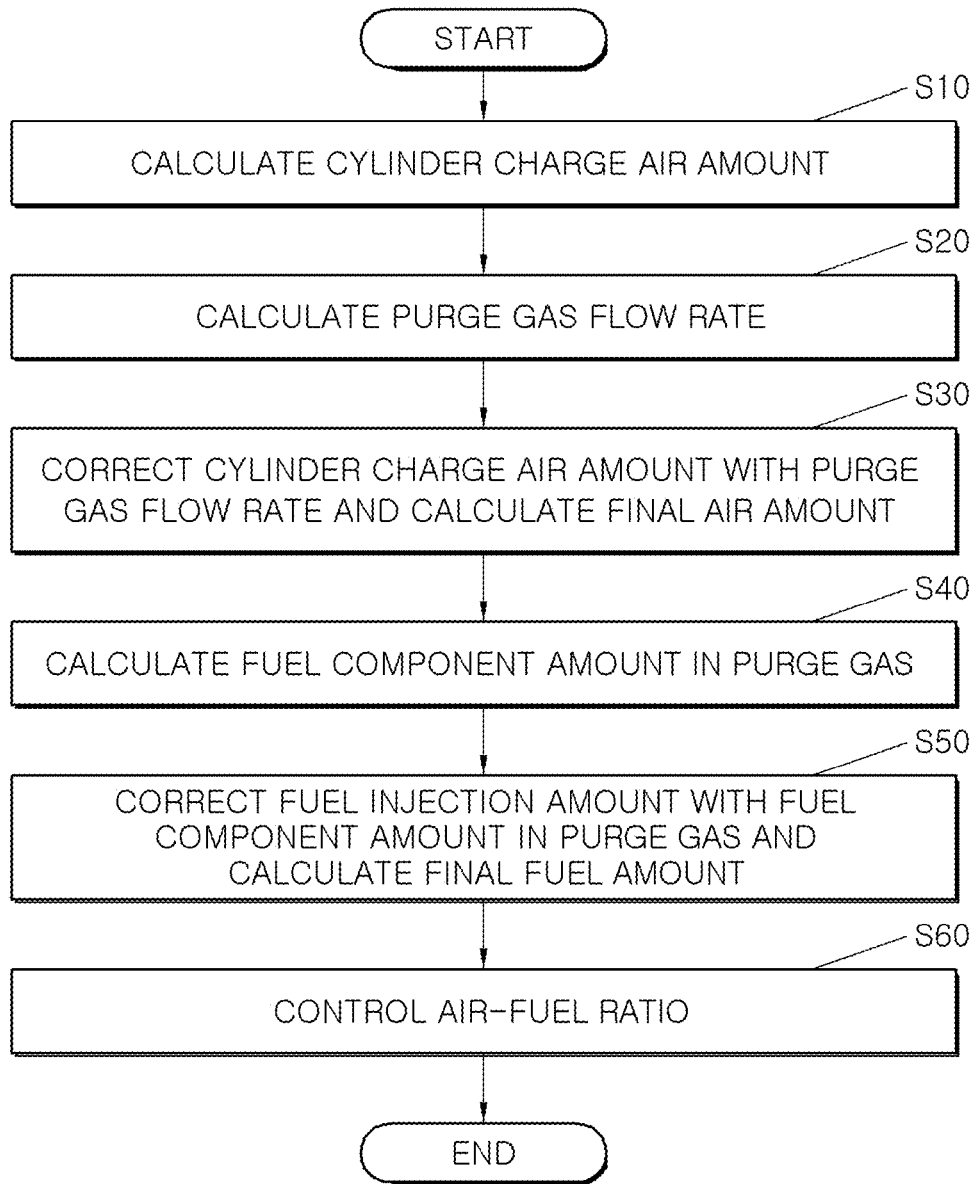 START
S10
CALCULATE CYLINDER CHARGE AIR AMOUNT
S20
CALCULATE PURGE GAS FLOW RATE
S30
CORRECT CYLINDER CHARGE AIR AMOUNT WITH PURGE
GAS FLOW RATE AND CALCULATE FINAL AIR AMOUNT
S40
CALCULATE FUEL COMPONENT AMOUNT IN PURGE GAS
S50
CORRECT FUEL INJECTION AMOUNT WITH FUEL
COMPONENT AMOUNT IN PURGE GAS AND
CALCULATE FINAL FUEL AMOUNT
S60
CONTROL AIR-FUEL RATIO
END